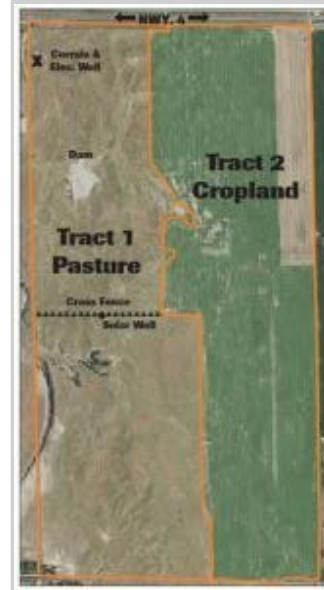 HWY. 4
X Corrals &
Elec. Well
Dam
Tract 2
Cropland
Tract 1
Pasture
Cross Fence
Solar Well